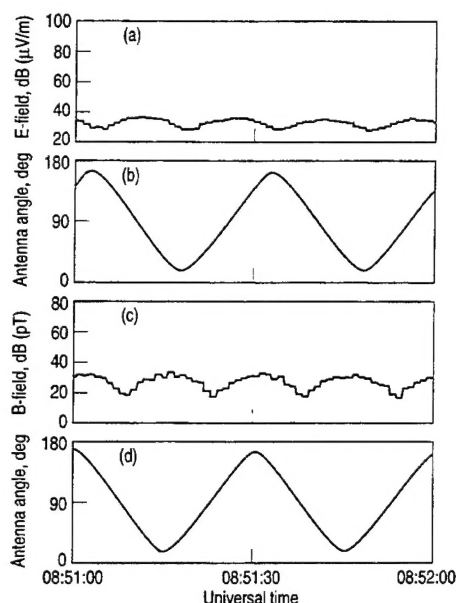 (a)
E-field, dB (μV/m)
100
80
60
40
20
(b)
Antenna angle, deg
180
90
0
(c)
B-field, dB (pT)
80
60
40
20
0
(d)
Antenna angle, deg
180
90
0
08:51:00
08:51:30
08:52:00
Universal time